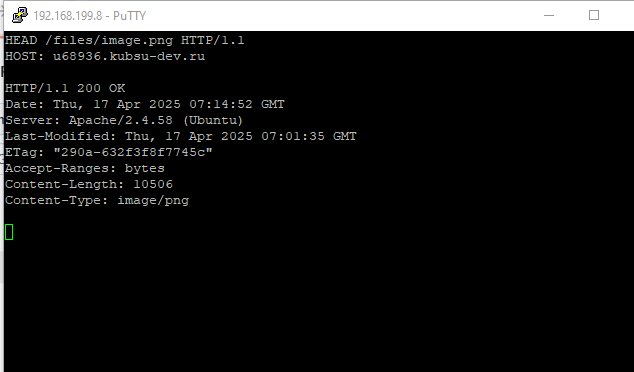 192.168.199.8 - PuTTY
HEAD /files/image.png HTTP/1.1
HOST: u68936.kubsu-dev.ru
HTTP/1.1 200 OK
Date: Thu, 17 Apr 2025 07:14:52 GMT
Server: Apache/2.4.58 (Ubuntu)
Last-Modified: Thu, 17 Apr 2025 07:01:35 GMT
ETag: "290a-632f3f8f7745c"
Accept-Ranges: bytes
Content-Length: 10506
Content-Type: image/png